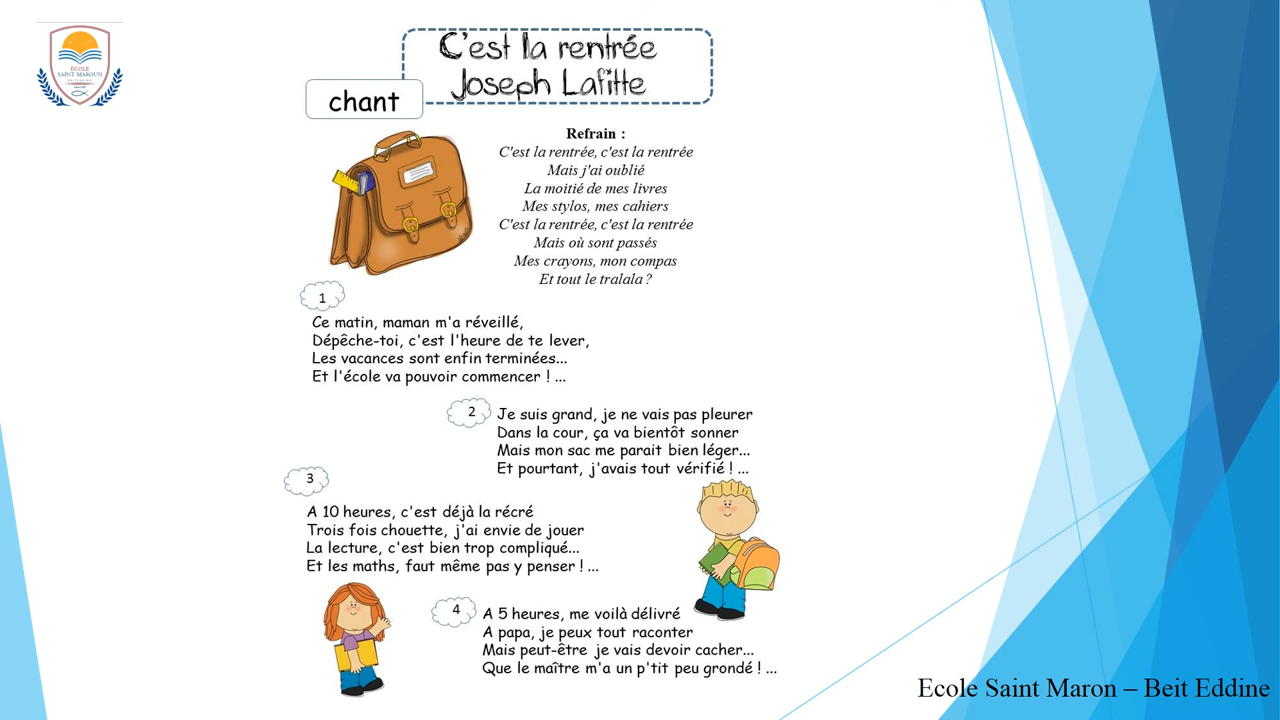 ÉCOLE
SAINT MAROUN
C'est la rentrée
Joseph Lafitte
chant
Refrain :
C'est la rentrée, c'est la rentrée
Mais j'ai oublié
La moitié de mes livres
Mes stylos, mes cahiers
C'est la rentrée, c'est la rentrée
Mais où sont passés
Mes crayons, mon compas
Et tout le tralala ?
1
Ce matin, maman m'a réveillé,
Dépêche-toi, c'est l'heure de te lever,
Les vacances sont enfin terminées...
Et l'école va pouvoir commencer ! ...
2
Je suis grand, je ne vais pas pleurer
Dans la cour, ça va bientôt sonner
Mais mon sac me parait bien léger...
Et pourtant, j'avais tout vérifié ! ...
3
A 10 heures, c'est déjà la récré
Trois fois chouette, j'ai envie de jouer
La lecture, c'est bien trop compliqué...
Et les maths, faut même pas y penser ! ...
4
A 5 heures, me voilà délivré
A papa, je peux tout raconter
Mais peut-être je vais devoir cacher...
Que le maître m'a un p'tit peu grondé ! ...
Ecole Saint Maron – Beit Eddine